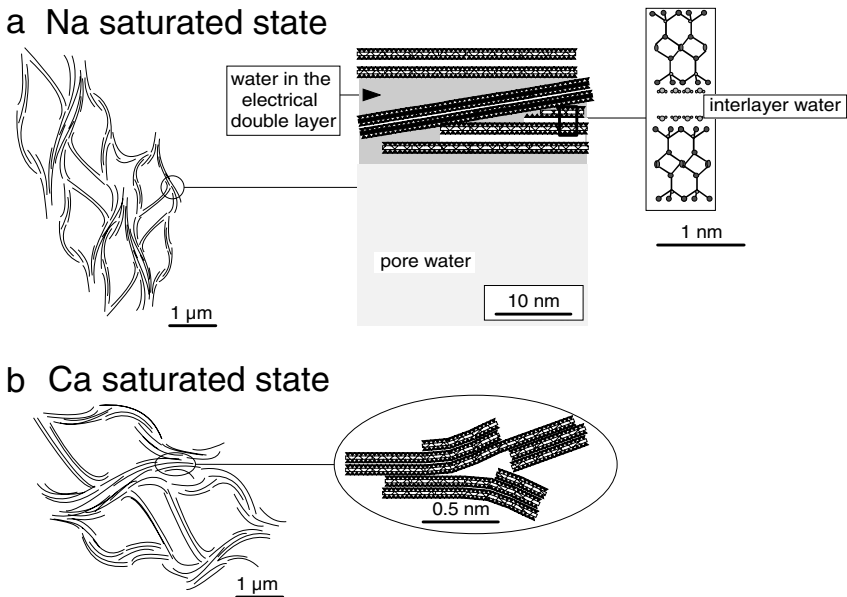 a Na saturated state
water in the
electrical
double layer
interlayer water
1 nm
pore water
10 nm
1 µm
b Ca saturated state
0.5 nm
1 µm